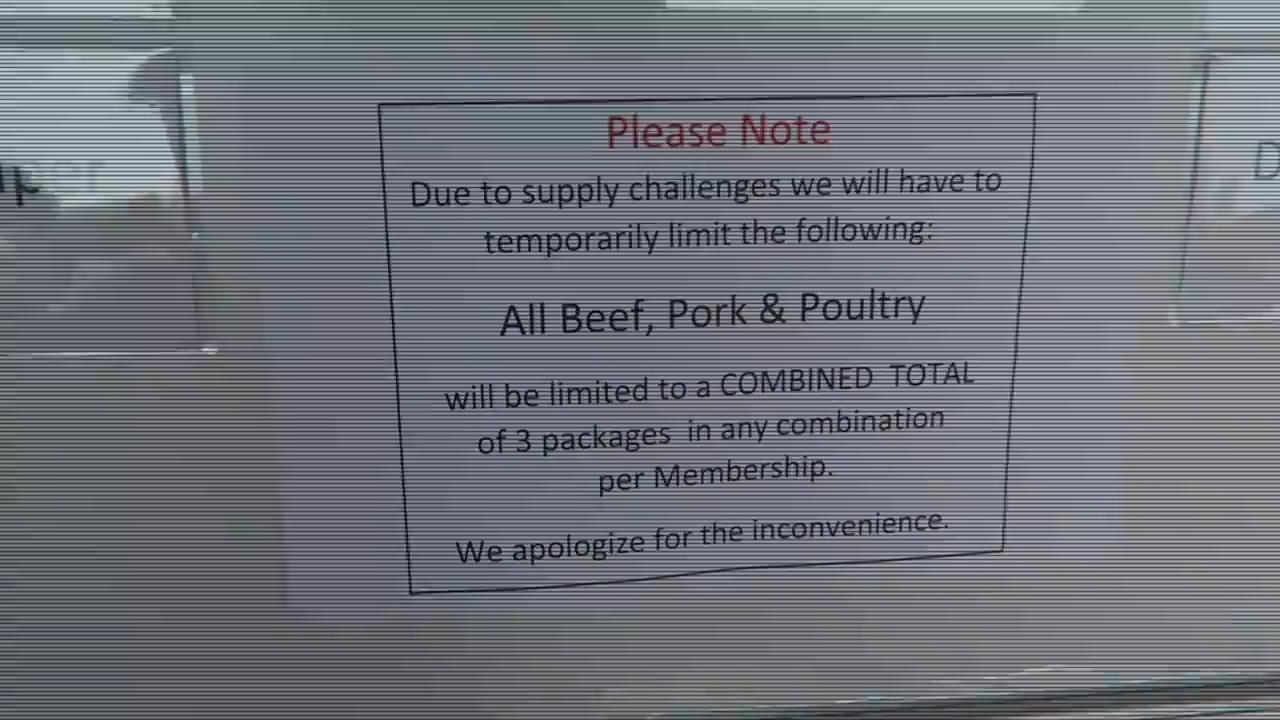 Please Note
Due to supply challenges we will have to
temporarily limit the following:
All Beef, Pork & Poultry
will be limited to a COMBINED TOTAL
of 3 packages in any combination
per Membership.
We apologize for the inconvenience.